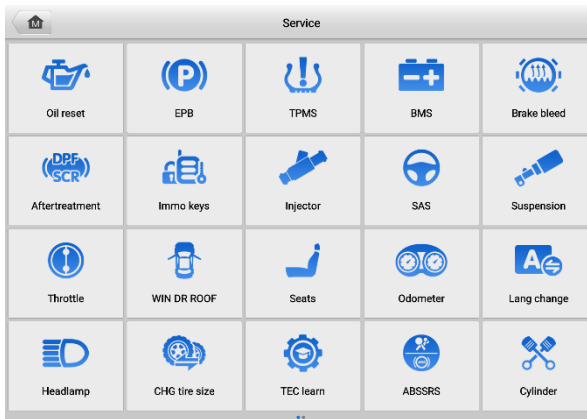 M
Service
Oil reset
EPB
TPMS
BMS
Brake bleed
DPF
SCR
Aftertreatment
Immo keys
Injector
SAS
Suspension
Throttle
WIN DR ROOF
Seats
Odometer
A
Lang change
Headlamp
CHG tire size
TEC learn
ABSSRS
Cylinder